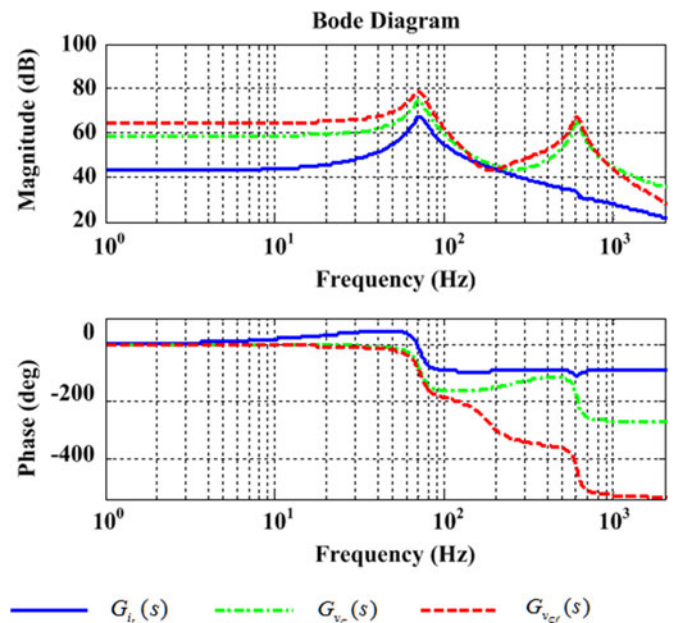 Bode Diagram
Magnitude (dB)
100
80
60
40
20
10^0
10^1
10^2
10^3
Frequency (Hz)
Phase (deg)
0
-200
-400
10^0
10^1
10^2
10^3
Frequency (Hz)
G_{i_r}(s)
G_{v_C}(s)
G_{v_{Cf}}(s)